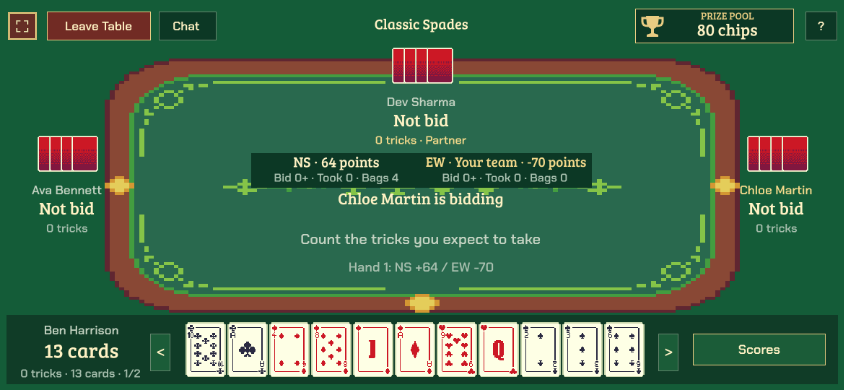 Leave Table
Chat
Classic Spades
PRIZE POOL
80 chips
?
Dev Sharma
Not bid
0 tricks · Partner
NS · 64 points
EW · Your team · -70 points
Bid 0+ · Took 0 · Bags 4
Bid 0+ · Took 0 · Bags 0
Ava Bennett
Not bid
0 tricks
Chloe Martin
Not bid
0 tricks
Chloe Martin is bidding
Count the tricks you expect to take
Hand 1: NS +64 / EW -70
Ben Harrison
13 cards
0 tricks · 13 cards · 1/2
<
Q
>
Scores